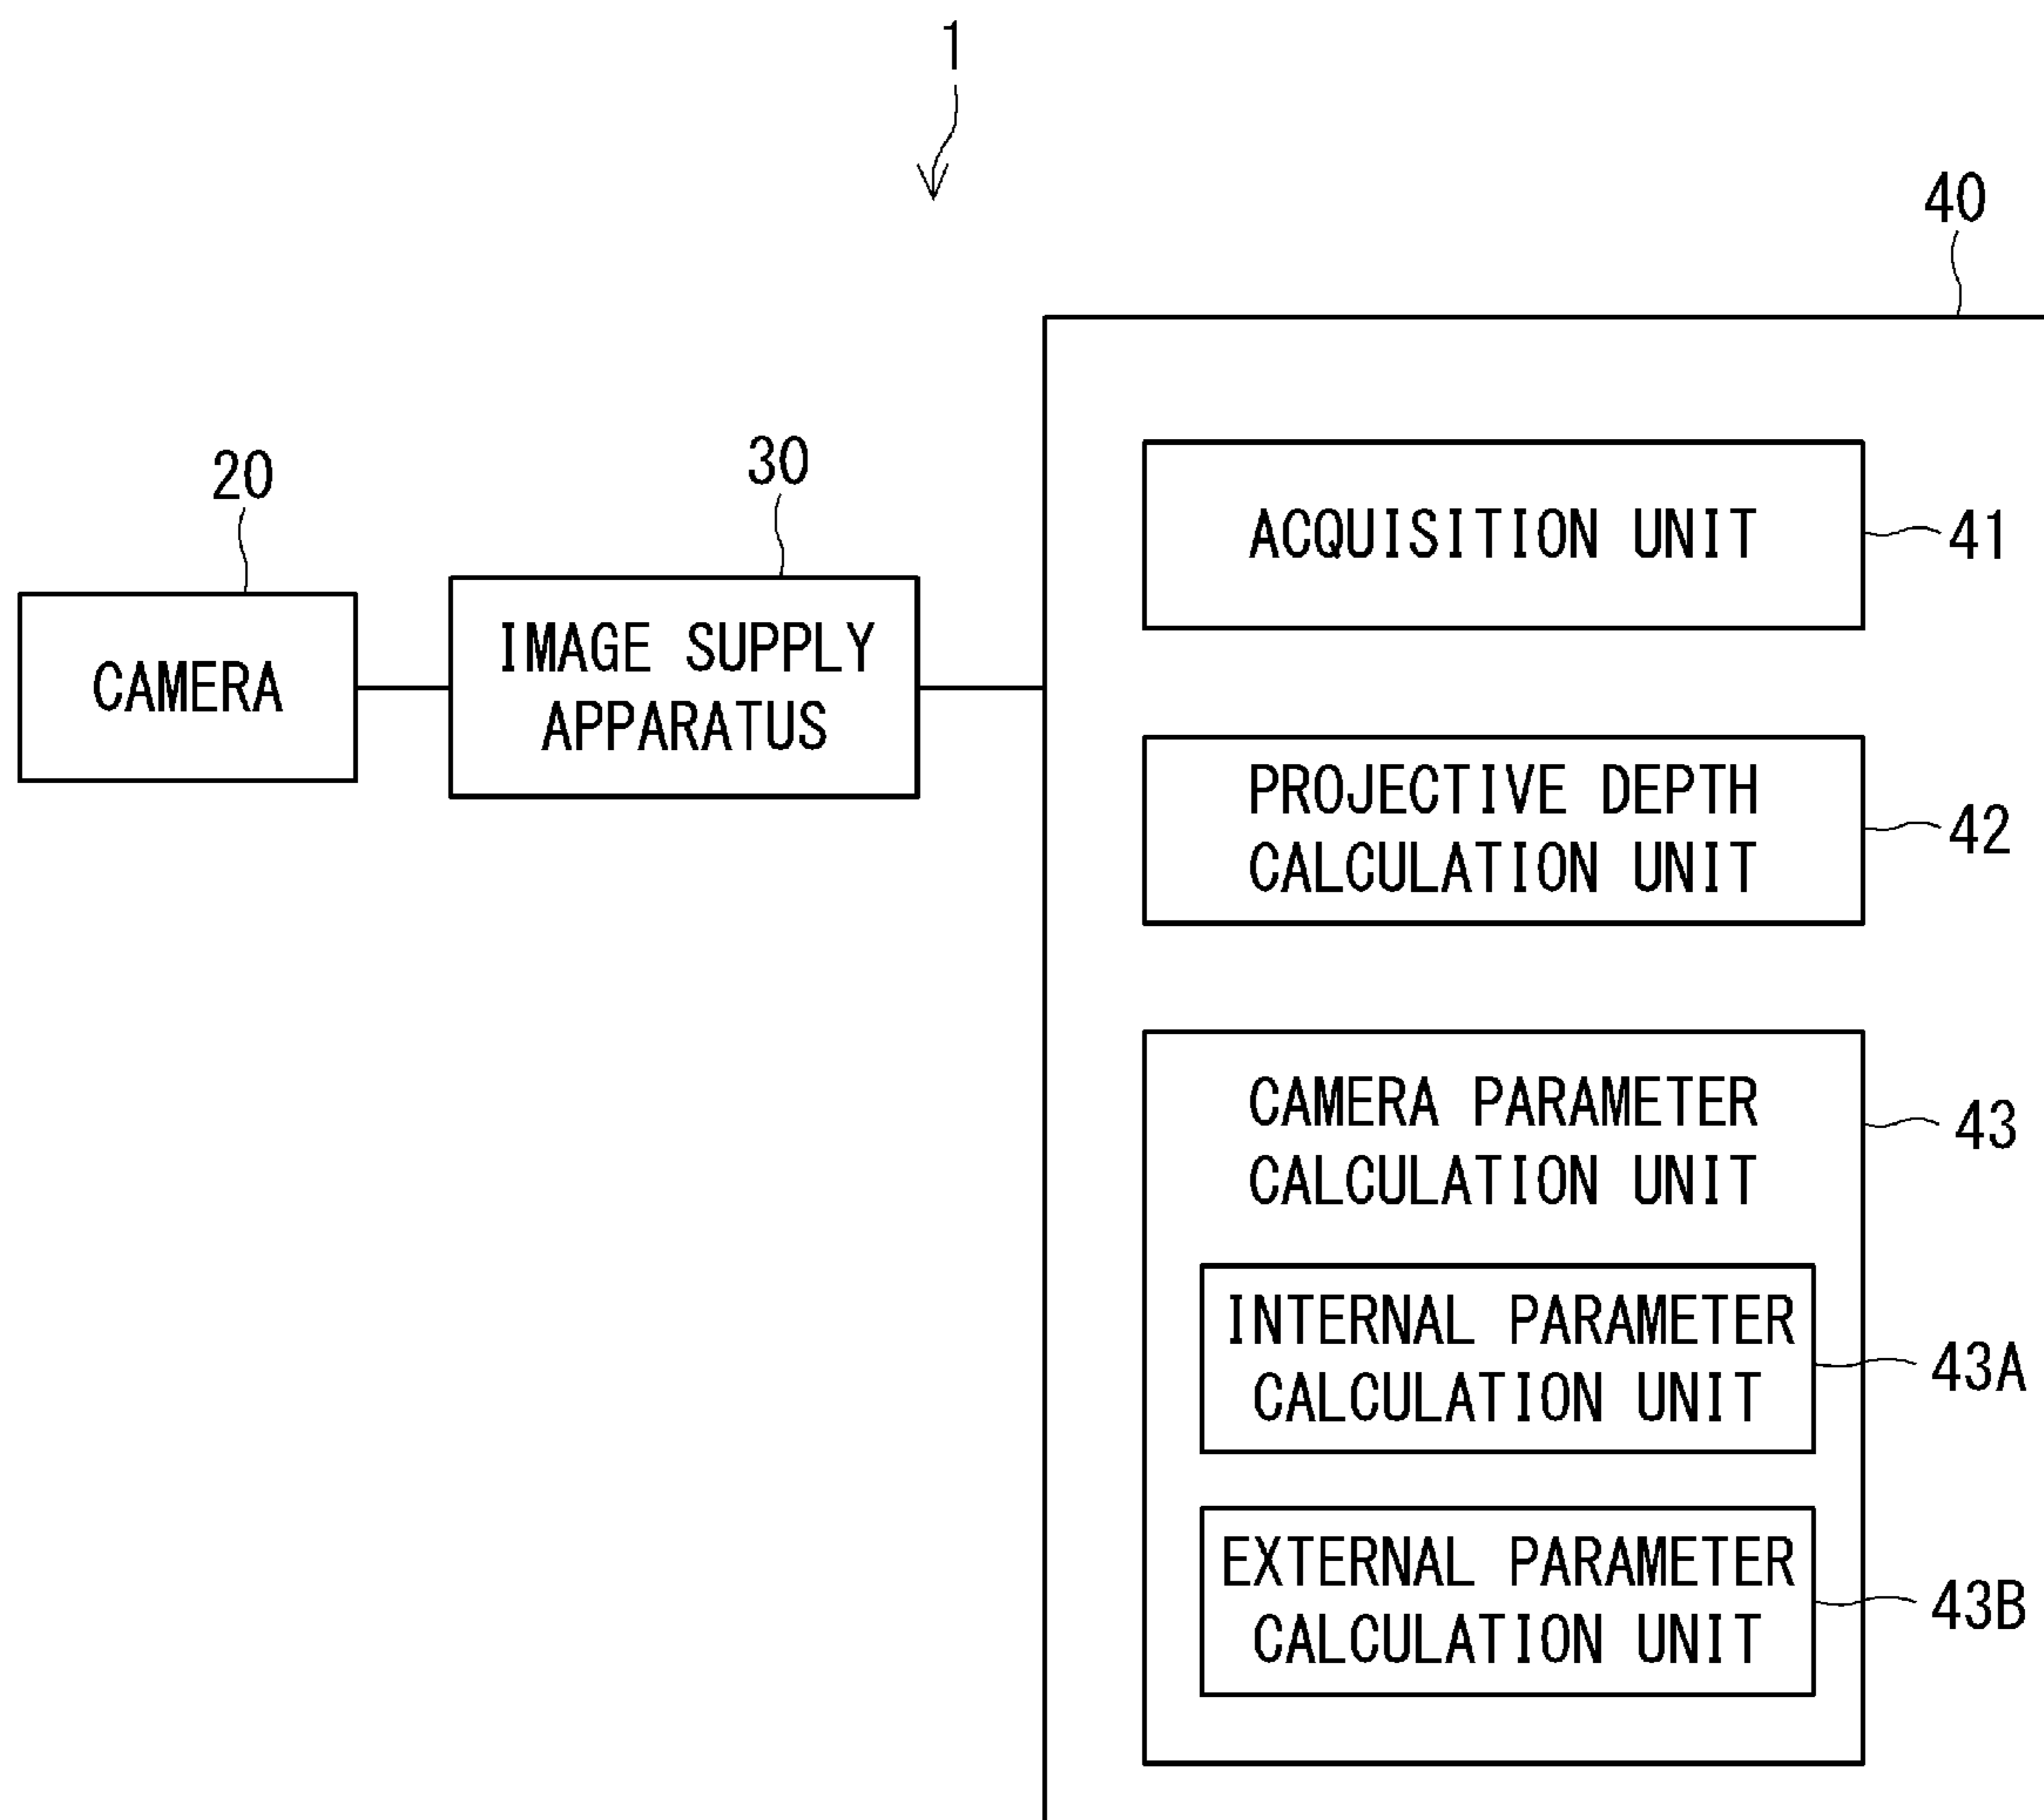 1
40
20
30
CAMERA
IMAGE SUPPLY
APPARATUS
ACQUISITION UNIT
41
PROJECTIVE DEPTH
CALCULATION UNIT
42
CAMERA PARAMETER
CALCULATION UNIT
43
INTERNAL PARAMETER
CALCULATION UNIT
43A
EXTERNAL PARAMETER
CALCULATION UNIT
43B